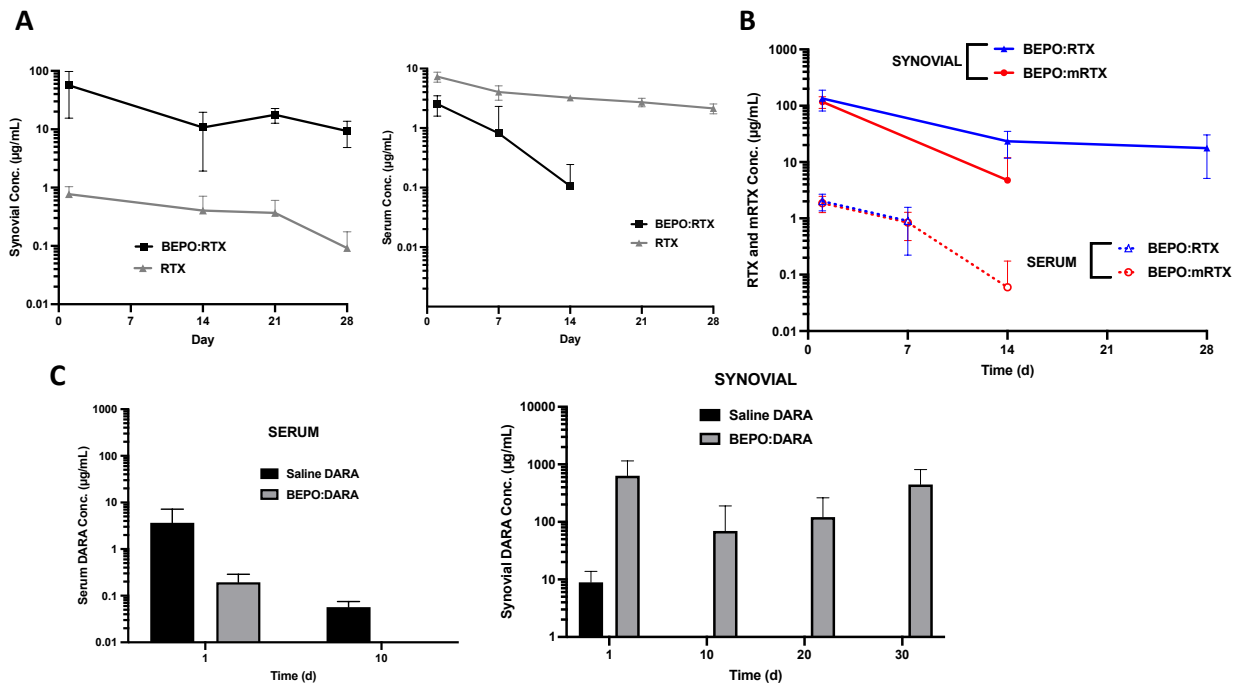 A
Synovial Conc. (µg/mL)
100
10
1
0.1
0.01
0
7
14
21
28
Day
BEPO:RTX
RTX
Serum Conc. (µg/mL)
10
1
0.1
0.01
0
7
14
21
28
Day
BEPO:RTX
RTX
B
SYNOVIAL
BEPO:RTX
BEPO:mRTX
RTX and mRTX Conc. (µg/mL)
1000
100
10
1
0.1
0.01
0
7
14
21
28
Time (d)
SERUM
BEPO:RTX
BEPO:mRTX
C
SERUM
Serum DARA Conc. (µg/mL)
1000
100
10
1
0.1
0.01
1
10
Time (d)
Saline DARA
BEPO:DARA
SYNOVIAL
Synovial DARA Conc. (µg/mL)
10000
1000
100
10
1
1
10
20
30
Time (d)
Saline DARA
BEPO:DARA